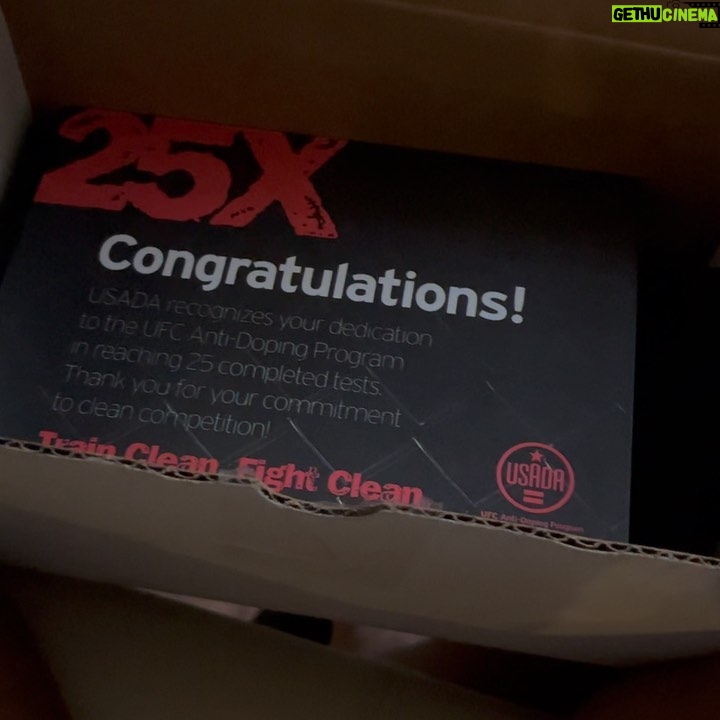 GETHUCINEMA
25X
Congratulations!
USADA recognizes your dedication
to the UFC Anti-Doping Program
in reaching 25 completed tests.
Thank you for your commitment
to clean competition!
Train Clean. Fight Clean.
USADA
UFC Anti-Doping Program